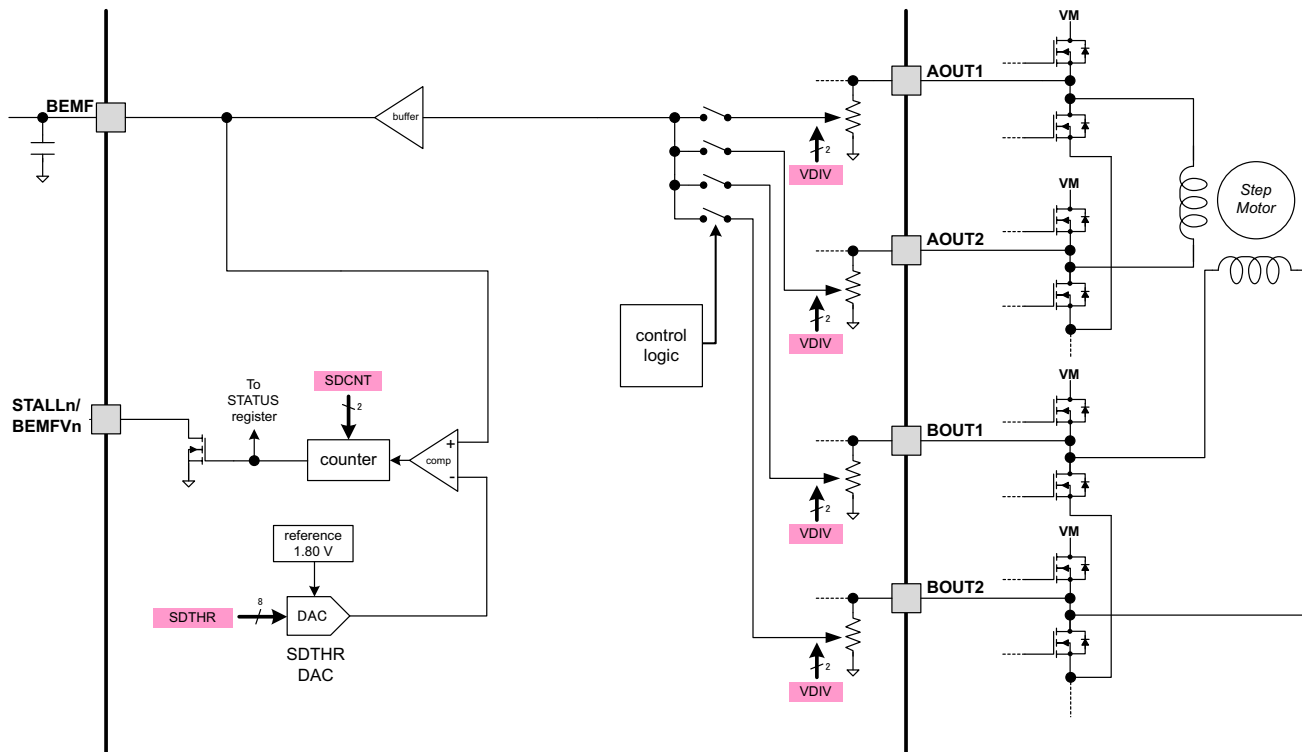 VM
AOUT1
BEMF
buffer
2
VDIV
VM
Step
Motor
AOUT2
2
VDIV
control
logic
VM
SDCNT
To
STATUS
register
2
STALLn/
BEMFVn
BOUT1
+
counter
comp
-
2
VDIV
reference
1.80 V
VM
BOUT2
8
SDTHR
DAC
SDTHR
DAC
2
VDIV